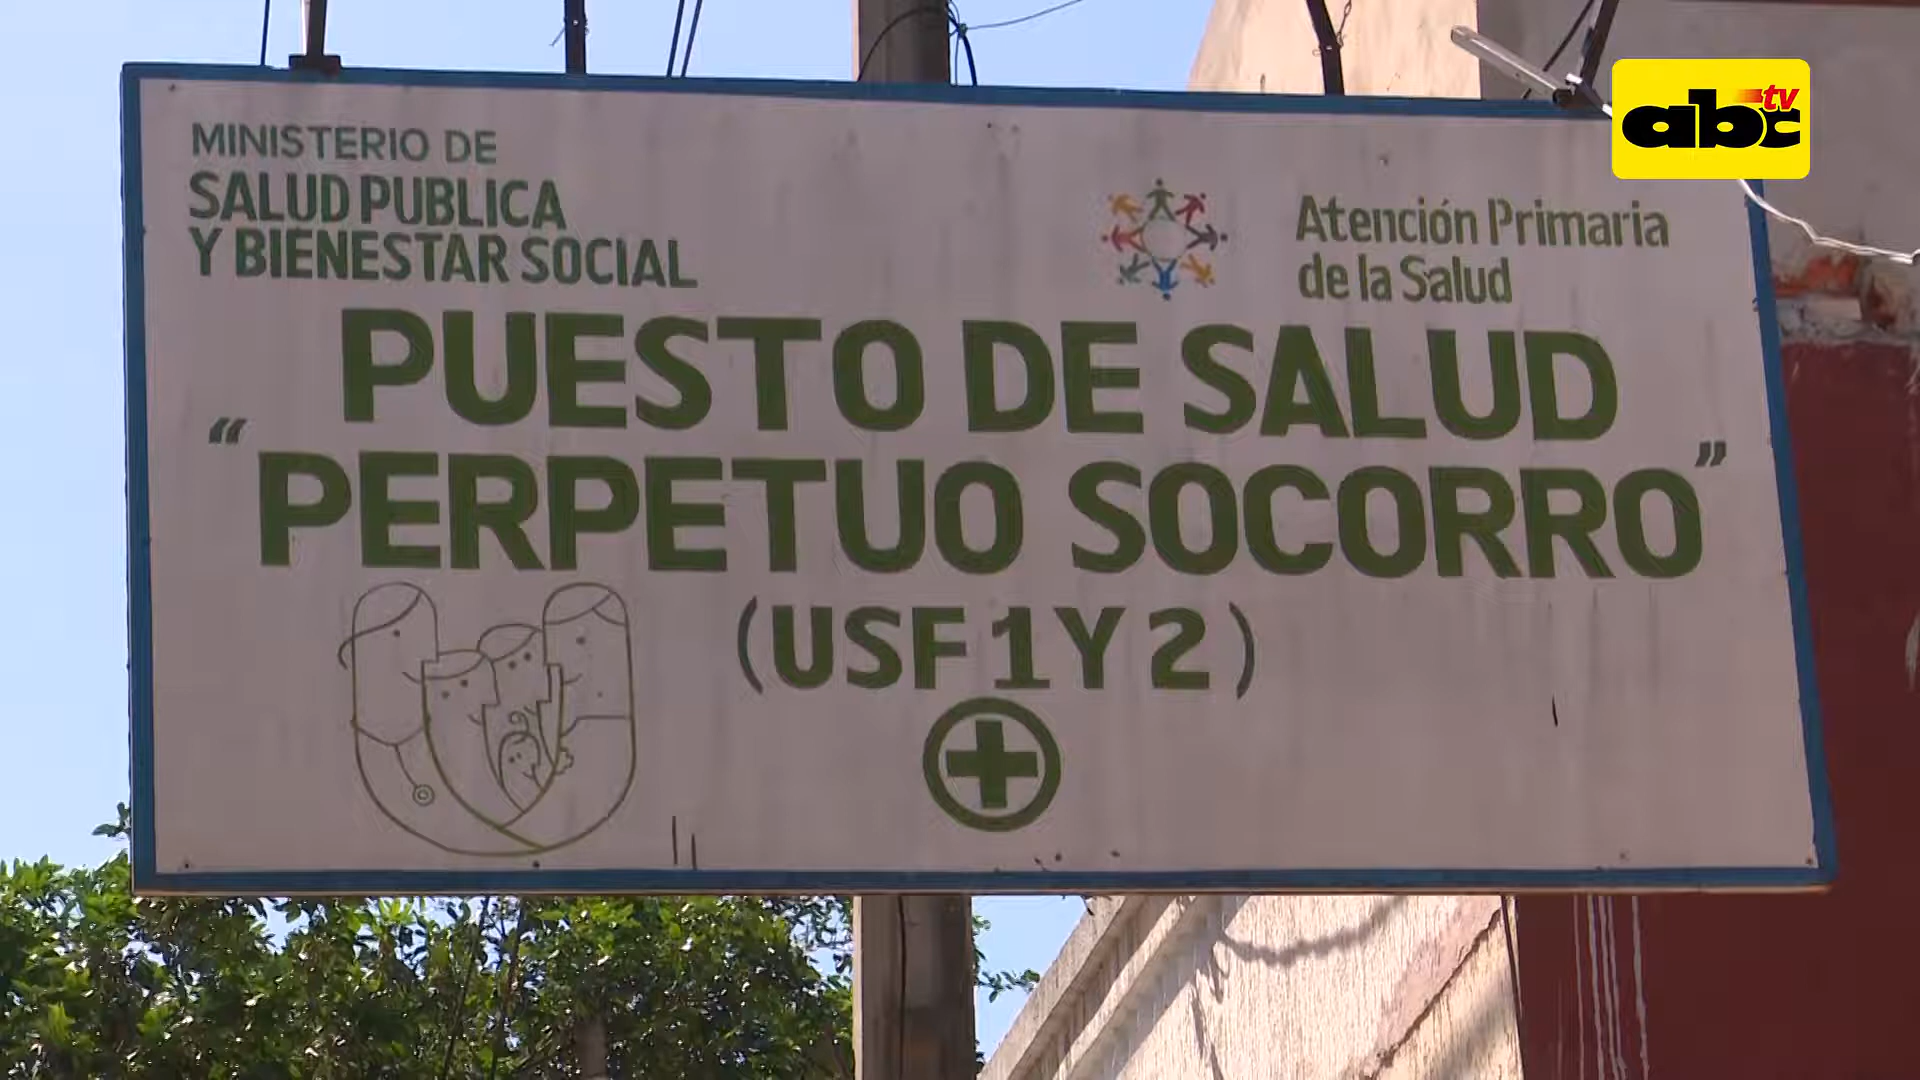 abc tv
MINISTERIO DE
SALUD PUBLICA
Y BIENESTAR SOCIAL
Atención Primaria
de la Salud
PUESTO DE SALUD
“PERPETUO SOCORRO”
(USF 1 Y 2)